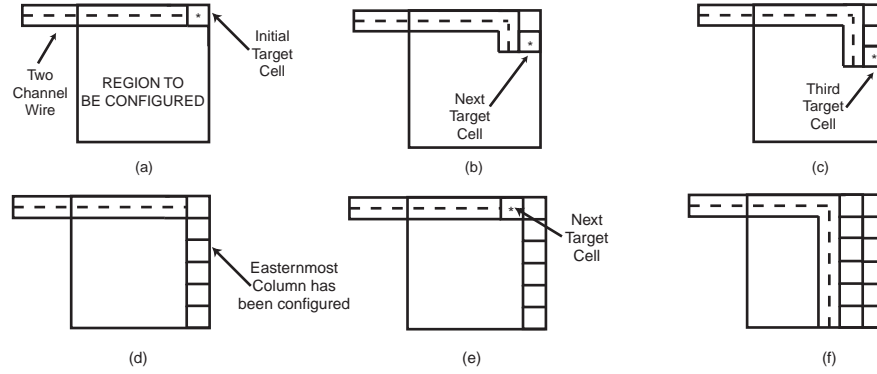 *
Initial
Target
Cell
Two
Channel
Wire
REGION TO
BE CONFIGURED
(a)
*
Next
Target
Cell
(b)
*
Third
Target
Cell
(c)
Easternmost
Column has
been configured
(d)
*
Next
Target
Cell
(e)
(f)